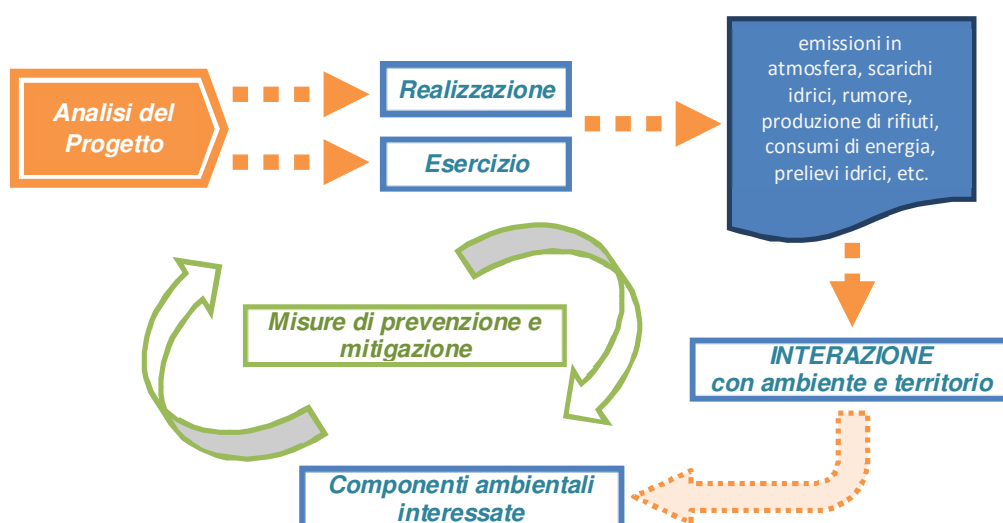 Analisi del
Progetto
Realizzazione
Esercizio
emissioni in
atmosfera, scarichi
idrici, rumore,
produzione di rifiuti,
consumi di energia,
prelievi idrici, etc.
Misure di prevenzione e
mitigazione
INTERAZIONE
con ambiente e territorio
Componenti ambientali
interessate